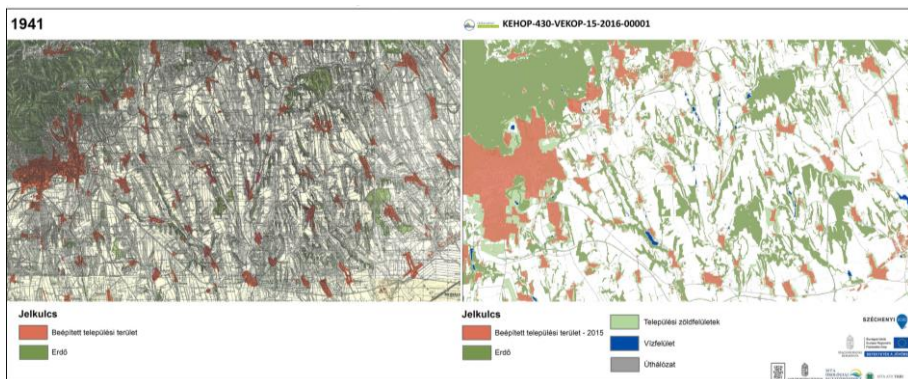 1941
KEHOP-430-VEKOP-15-2016-00001
Jelkulcs
Beépített települési terület
Erdő
Jelkulcs
Beépített települési terület - 2015
Erdő
Települési zöldfelületek
Vízfelület
Úthálózat
SZÉCHENYI